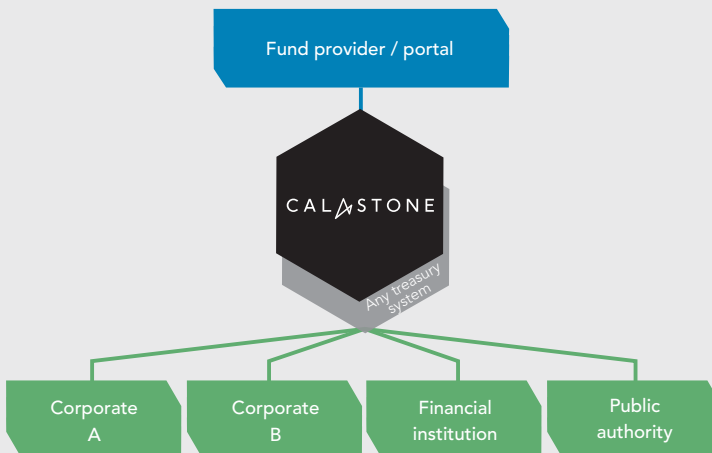 Fund provider / portal
CALASTONE
Any treasury
system
Corporate
A
Corporate
B
Financial
institution
Public
authority